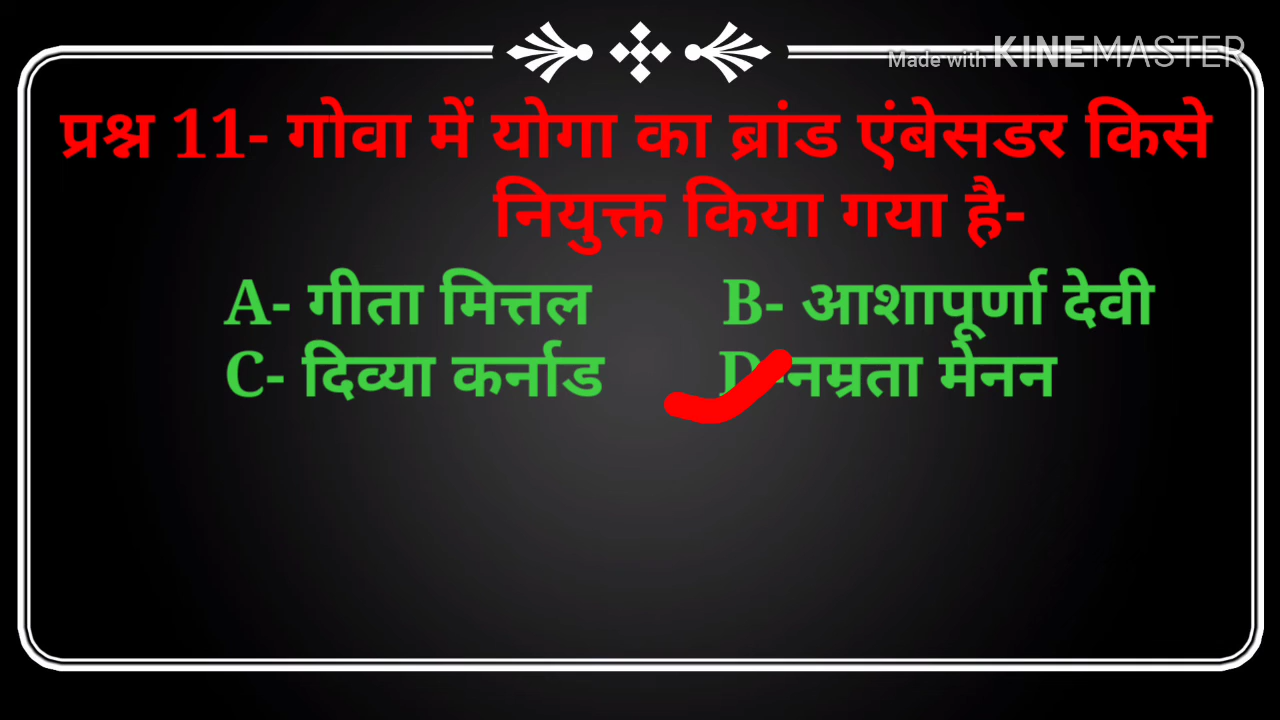 Made with KINEMASTER
प्रश्न 11- गोवा में योगा का ब्रांड एंबेसडर किसे
नियुक्त किया गया है-
A- गीता मित्तल B- आशापूर्णा देवी
C- दिव्या कर्नाड D-नम्रता मेनन